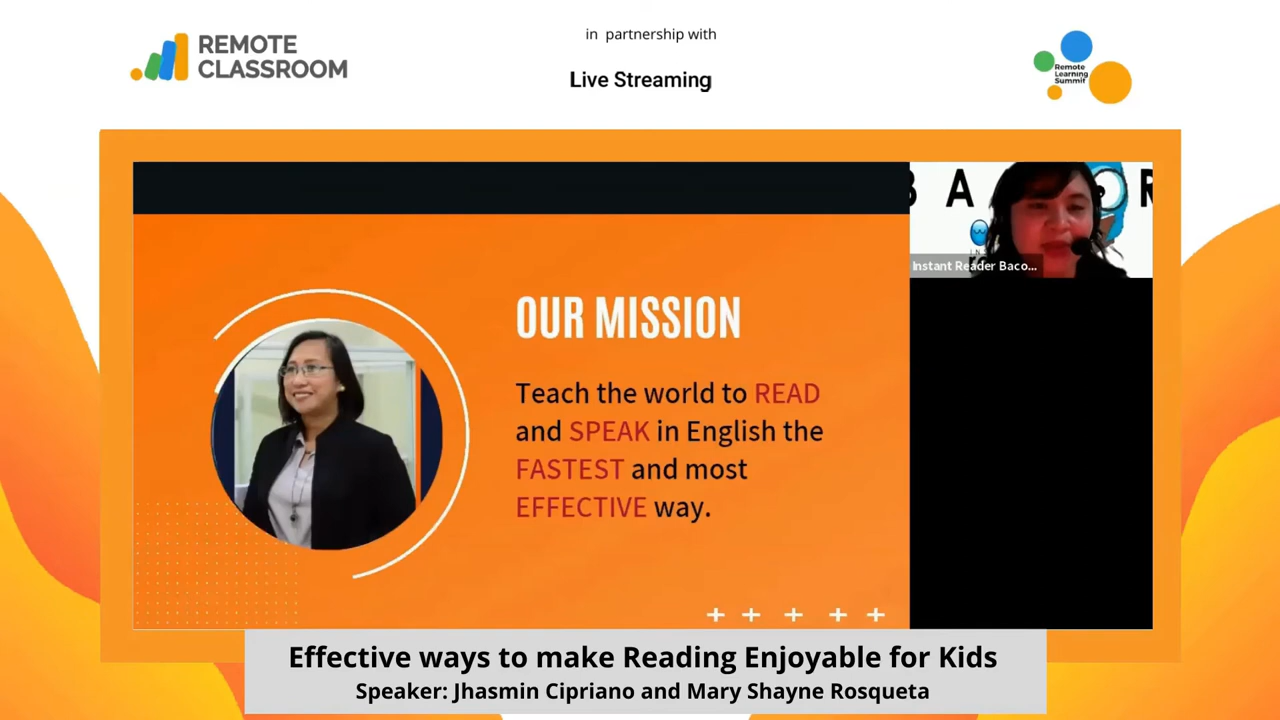 REMOTE
CLASSROOM
in partnership with
Live Streaming
Remote
Learning
Summit
BA OR
Instant Reader Baco...
OUR MISSION
Teach the world to READ
and SPEAK in English the
FASTEST and most
EFFECTIVE way.
Effective ways to make Reading Enjoyable for Kids
Speaker: Jhasmin Cipriano and Mary Shayne Rosqueta